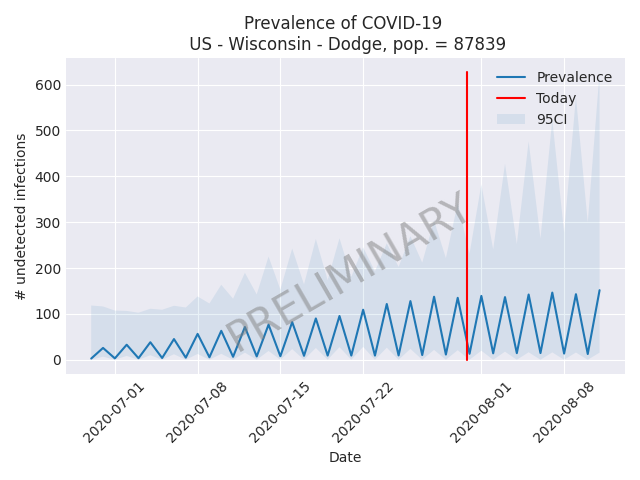 Prevalence of COVID-19
US - Wisconsin - Dodge, pop. = 87839
Prevalence
Today
95CI
PRELIMINARY
# undetected infections
600
500
400
300
200
100
0
2020-07-01
2020-07-08
2020-07-15
2020-07-22
2020-08-01
2020-08-08
Date